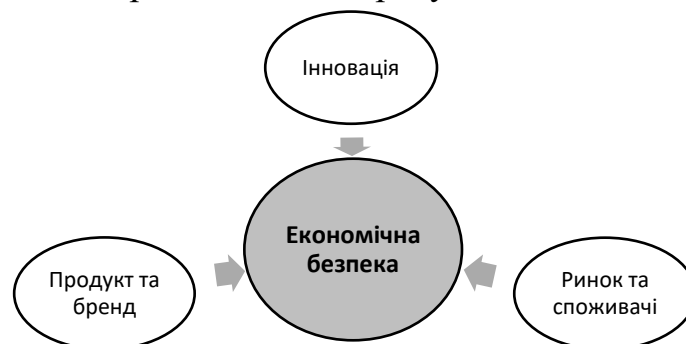 Інновація
Економічна
безпека
Продукт та
бренд
Ринок та
споживачі